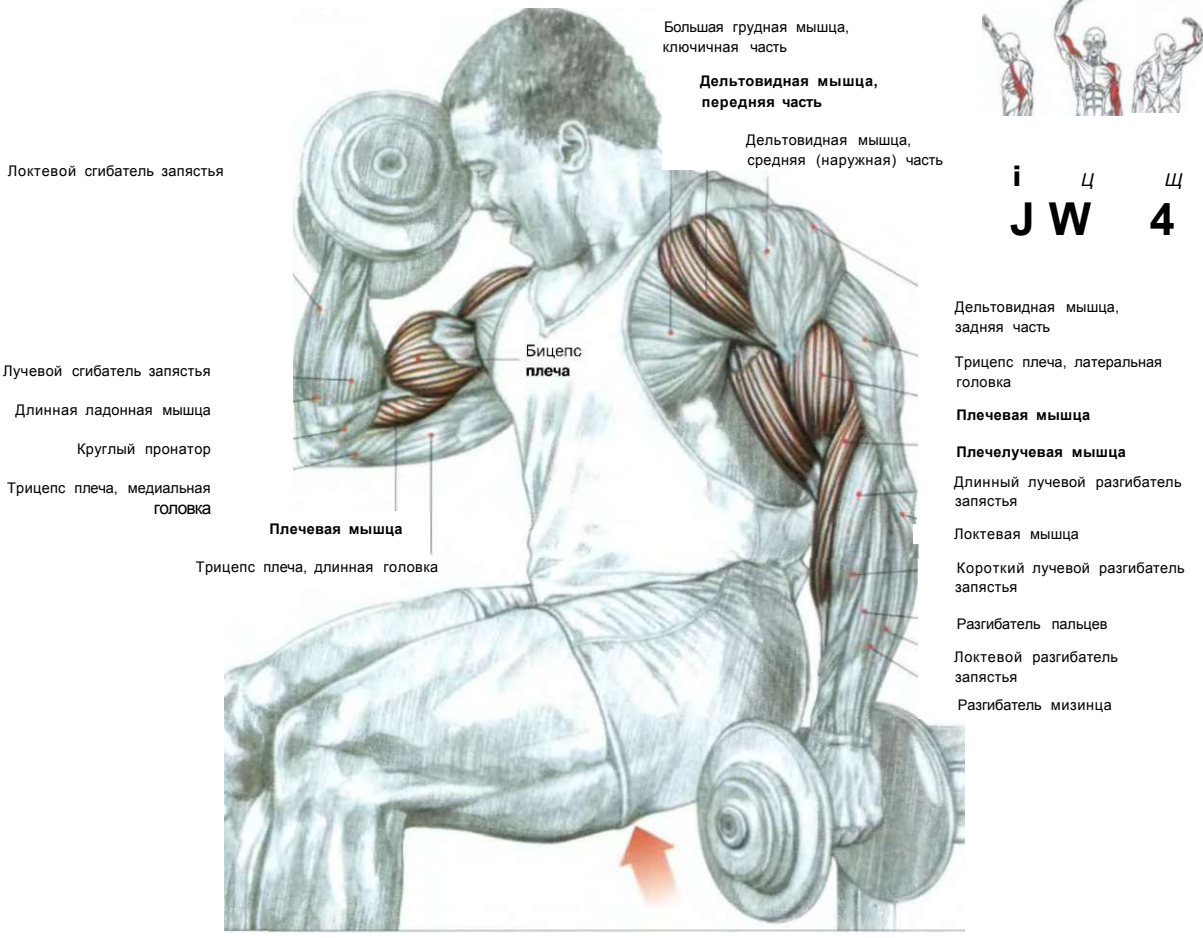 Большая грудная мышца,
ключичная часть
Дельтовидная мышца,
передняя часть
Дельтовидная мышца,
средняя (наружная) часть
i Ц Щ
J W 4
Локтевой сгибатель запястья
Лучевой сгибатель запястья
Длинная ладонная мышца
Круглый пронатор
Трицепс плеча, медиальная
головка
Бицепс
плеча
Плечевая мышца
Трицепс плеча, длинная головка
Дельтовидная мышца,
задняя часть
Трицепс плеча, латеральная
головка
Плечевая мышца
Плечелучевая мышца
Длинный лучевой разгибатель
запястья
Локтевая мышца
Короткий лучевой разгибатель
запястья
Разгибатель пальцев
Локтевой разгибатель
запястья
Разгибатель мизинца